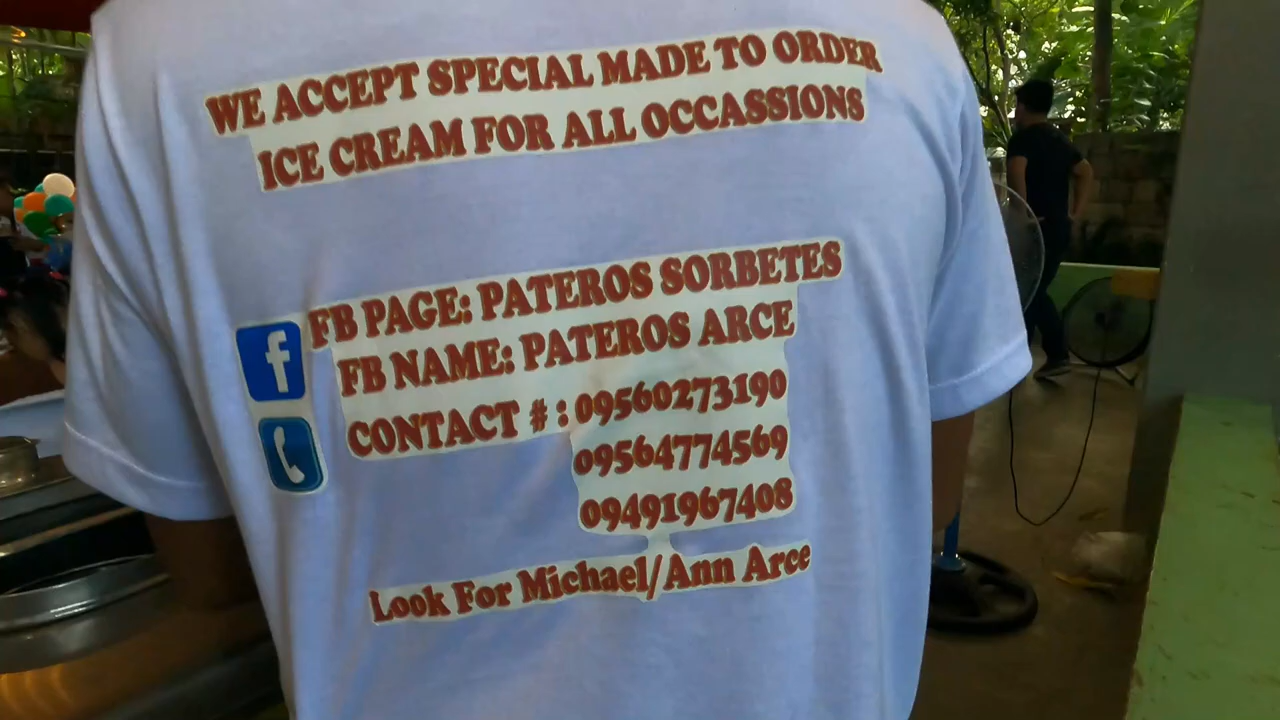 WE ACCEPT SPECIAL MADE TO ORDER
ICE CREAM FOR ALL OCCASSIONS
FB PAGE: PATEROS SORBETES
f FB NAME: PATEROS ARCE
CONTACT # : 09560273190
09564774569
09491967408
Look For Michael/Ann Arce